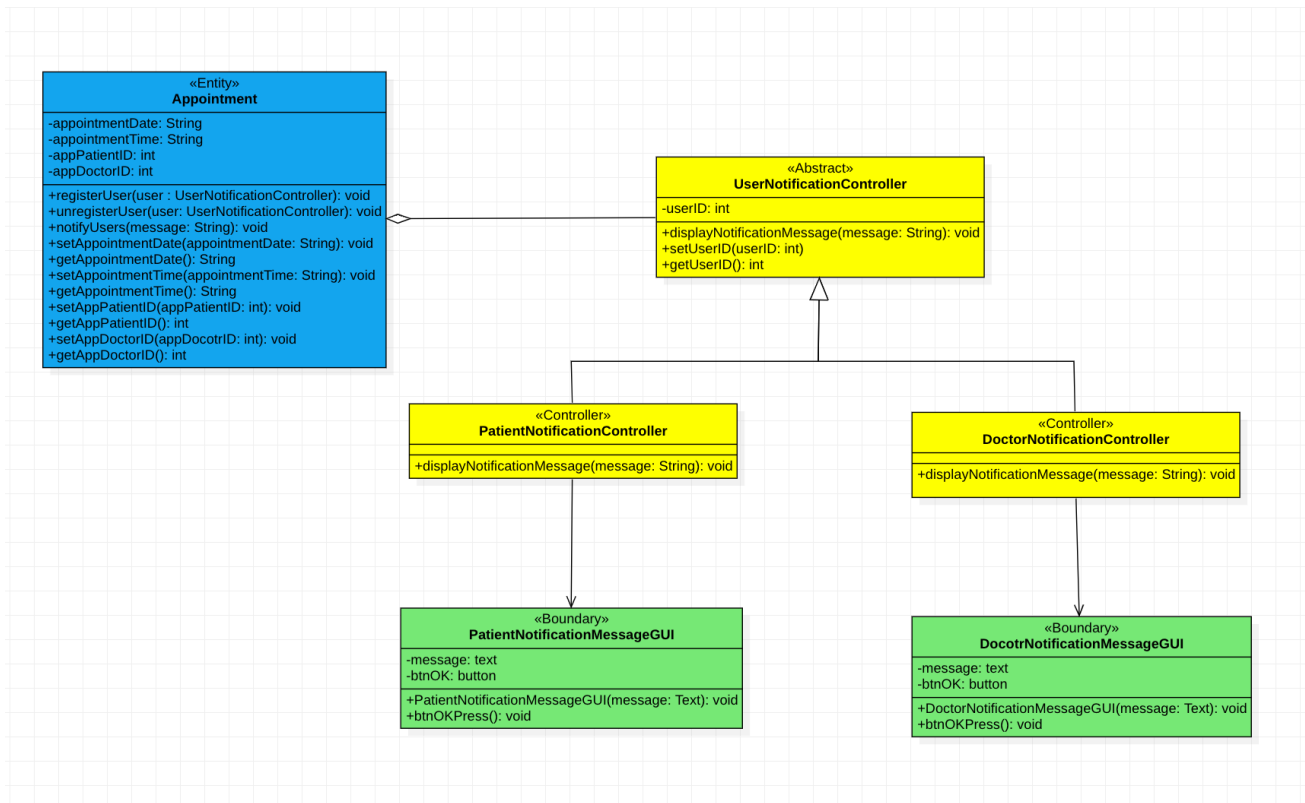 «Entity»
Appointment
-appointmentDate: String
-appointmentTime: String
-appPatientID: int
-appDoctorID: int
+registerUser(user : UserNotificationController): void
+unregisterUser(user: UserNotificationController): void
+notifyUsers(message: String): void
+setAppointmentDate(appointmentDate: String): void
+getAppointmentDate(): String
+setAppointmentTime(appointmentTime: String): void
+getAppointmentTime(): String
+setAppPatientID(appPatientID: int): void
+getAppPatientID(): int
+setAppDoctorID(appDocotrID: int): void
+getAppDoctorID(): int
«Abstract»
UserNotificationController
-userID: int
+displayNotificationMessage(message: String): void
+setUserID(userID: int)
+getUserID(): int
«Controller»
PatientNotificationController
+displayNotificationMessage(message: String): void
«Controller»
DoctorNotificationController
+displayNotificationMessage(message: String): void
«Boundary»
PatientNotificationMessageGUI
-message: text
-btnOK: button
+PatientNotificationMessageGUI(message: Text): void
+btnOKPress(): void
«Boundary»
DocotrNotificationMessageGUI
-message: text
-btnOK: button
+DoctorNotificationMessageGUI(message: Text): void
+btnOKPress(): void